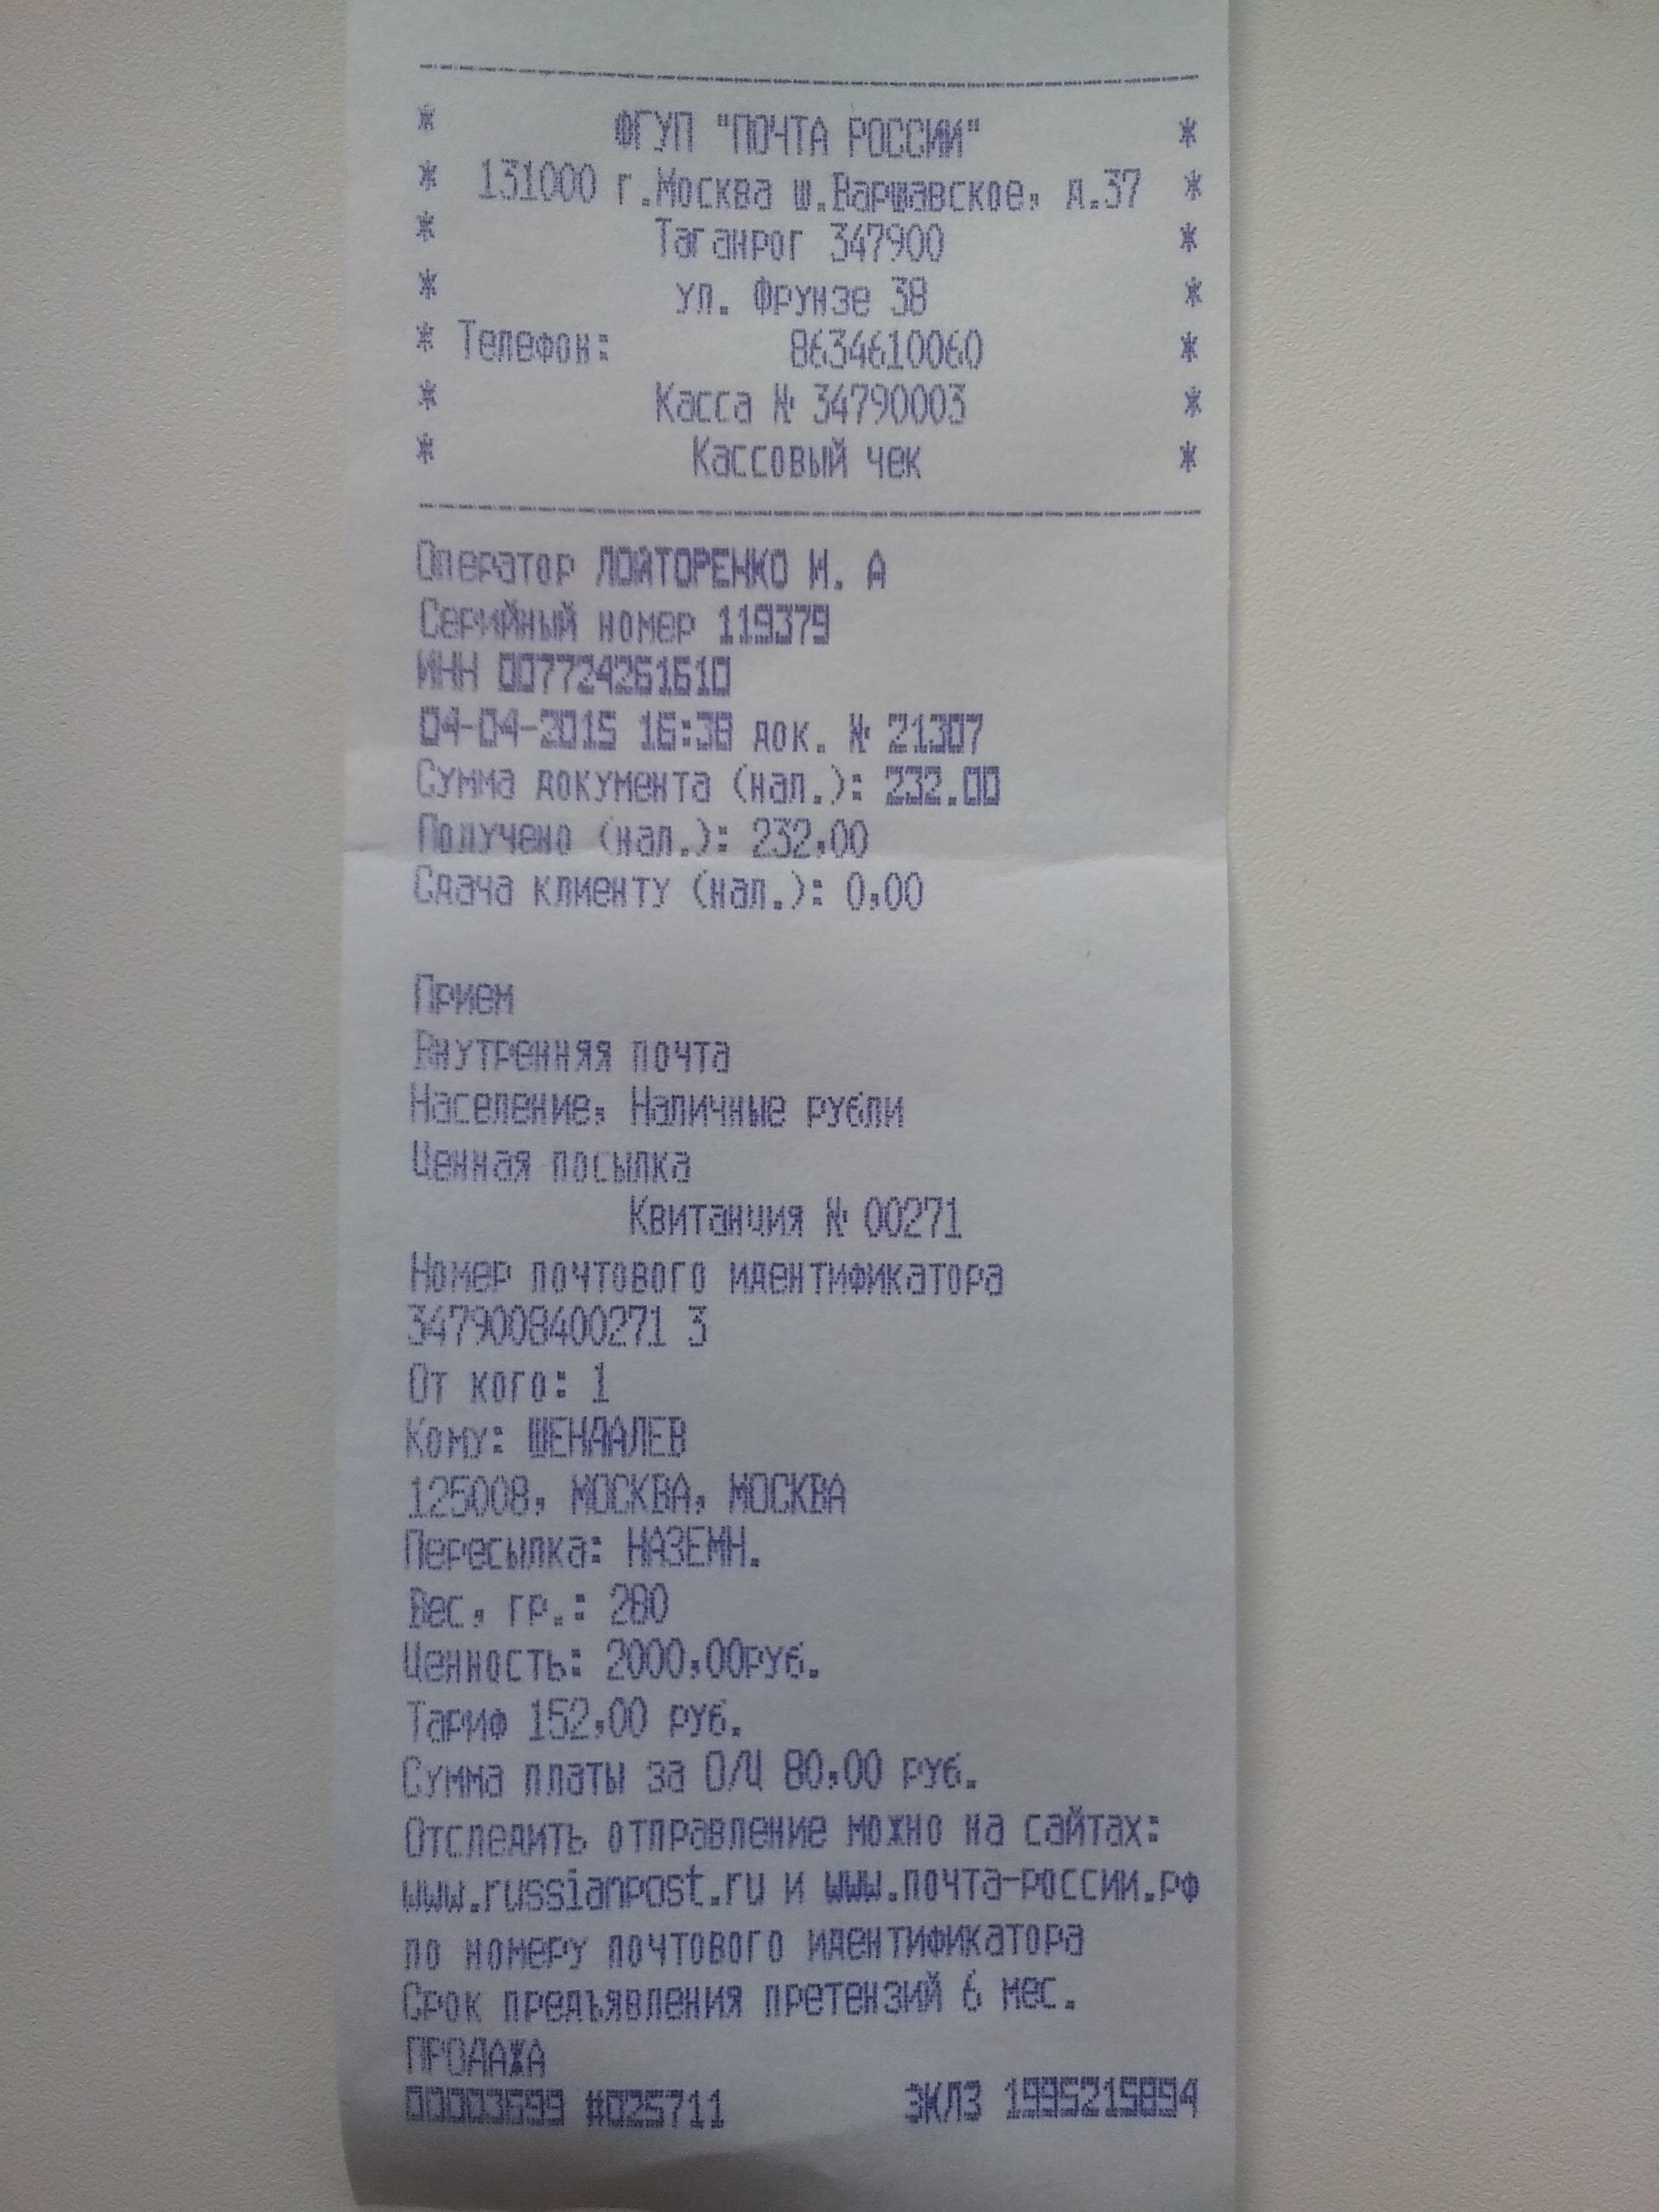 * ФГУП "ПОЧТА РОССИИ" *
* 131000 г.Москва ш.Варшавское, д.37 *
* Таганрог 347900 *
* ул. Фрунзе 38 *
* Телефон: 8634610060 *
* Касса № 34790003 *
* Кассовый чек *
Оператор ЛОЙТОРЕНКО И. А
Серийный номер 119379
ИНН 007724261610
04-04-2015 16:38 док. № 21307
Сумма документа (нал.): 232.00
Получено (нал.): 232,00
Сдача клиенту (нал.): 0,00
Прием
Внутренняя почта
Население, Наличные рубли
Ценная посылка
Квитанция № 00271
Номер почтового идентификатора
3479008400271 3
От кого: 1
Кому: ШЕНДАЛЕВ
125008, МОСКВА, МОСКВА
Пересылка: НАЗЕМН.
Вес, гр.: 280
Ценность: 2000,00руб.
Тариф 152,00 руб.
Сумма платы за О/Ц 80,00 руб.
Отследить отправление можно на сайтах:
www.russianpost.ru и www.почта-россии.рф
по номеру почтового идентификатора
Срок предъявления претензий 6 мес.
ПРОДАЖА
00003699 #025711 ЭКЛЗ 1995215894